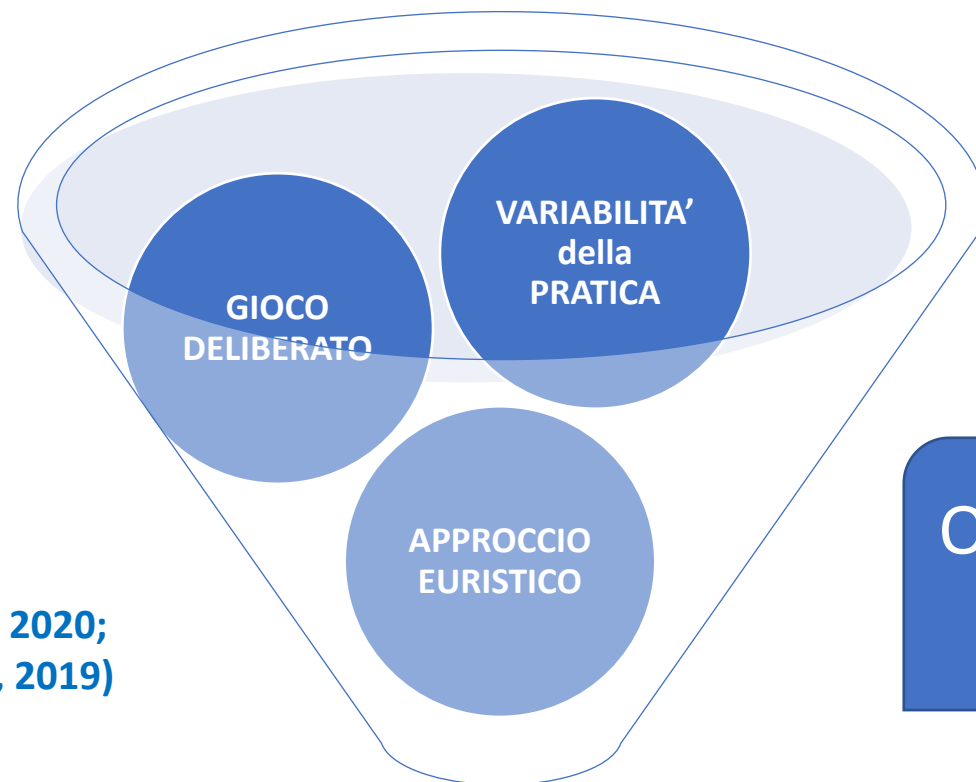 VARIABILITA’
della
PRATICA
GIOCO
DELIBERATO
APPROCCIO
EURISTICO
2020;
, 2019)